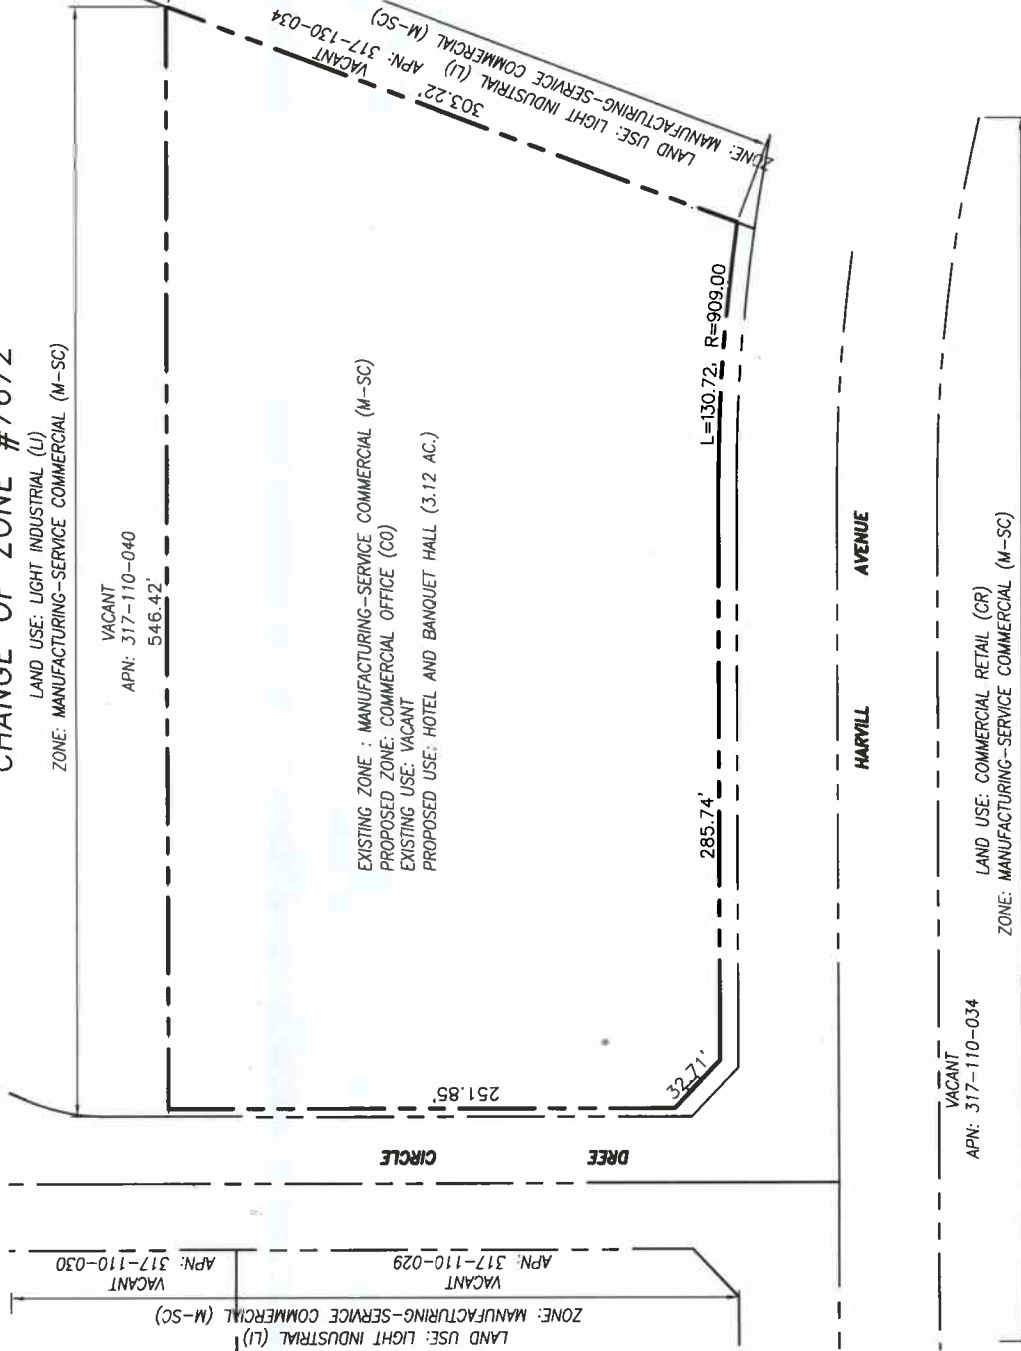 CHANGE OF ZONE #7672
LAND USE: LIGHT INDUSTRIAL (LI)
ZONE: MANUFACTURING-SERVICE COMMERCIAL (M-SC)
VACANT
APN: 317-110-040
546.42'
303.22'
VACANT
APN: 317-130-034
LAND USE: LIGHT INDUSTRIAL (LI)
ZONE: MANUFACTURING-SERVICE COMMERCIAL (M-SC)
EXISTING ZONE : MANUFACTURING-SERVICE COMMERCIAL (M-SC)
PROPOSED ZONE: COMMERCIAL OFFICE (CO)
EXISTING USE: VACANT
PROPOSED USE: HOTEL AND BANQUET HALL (3.12 AC.)
251.85'
32.71'
285.74'
L=130.72, R=909.00
DREE CIRCLE
HARVILL AVENUE
VACANT
APN: 317-110-030
VACANT
APN: 317-110-029
LAND USE: LIGHT INDUSTRIAL (LI)
ZONE: MANUFACTURING-SERVICE COMMERCIAL (M-SC)
VACANT
APN: 317-110-034
LAND USE: COMMERCIAL RETAIL (CR)
ZONE: MANUFACTURING-SERVICE COMMERCIAL (M-SC)